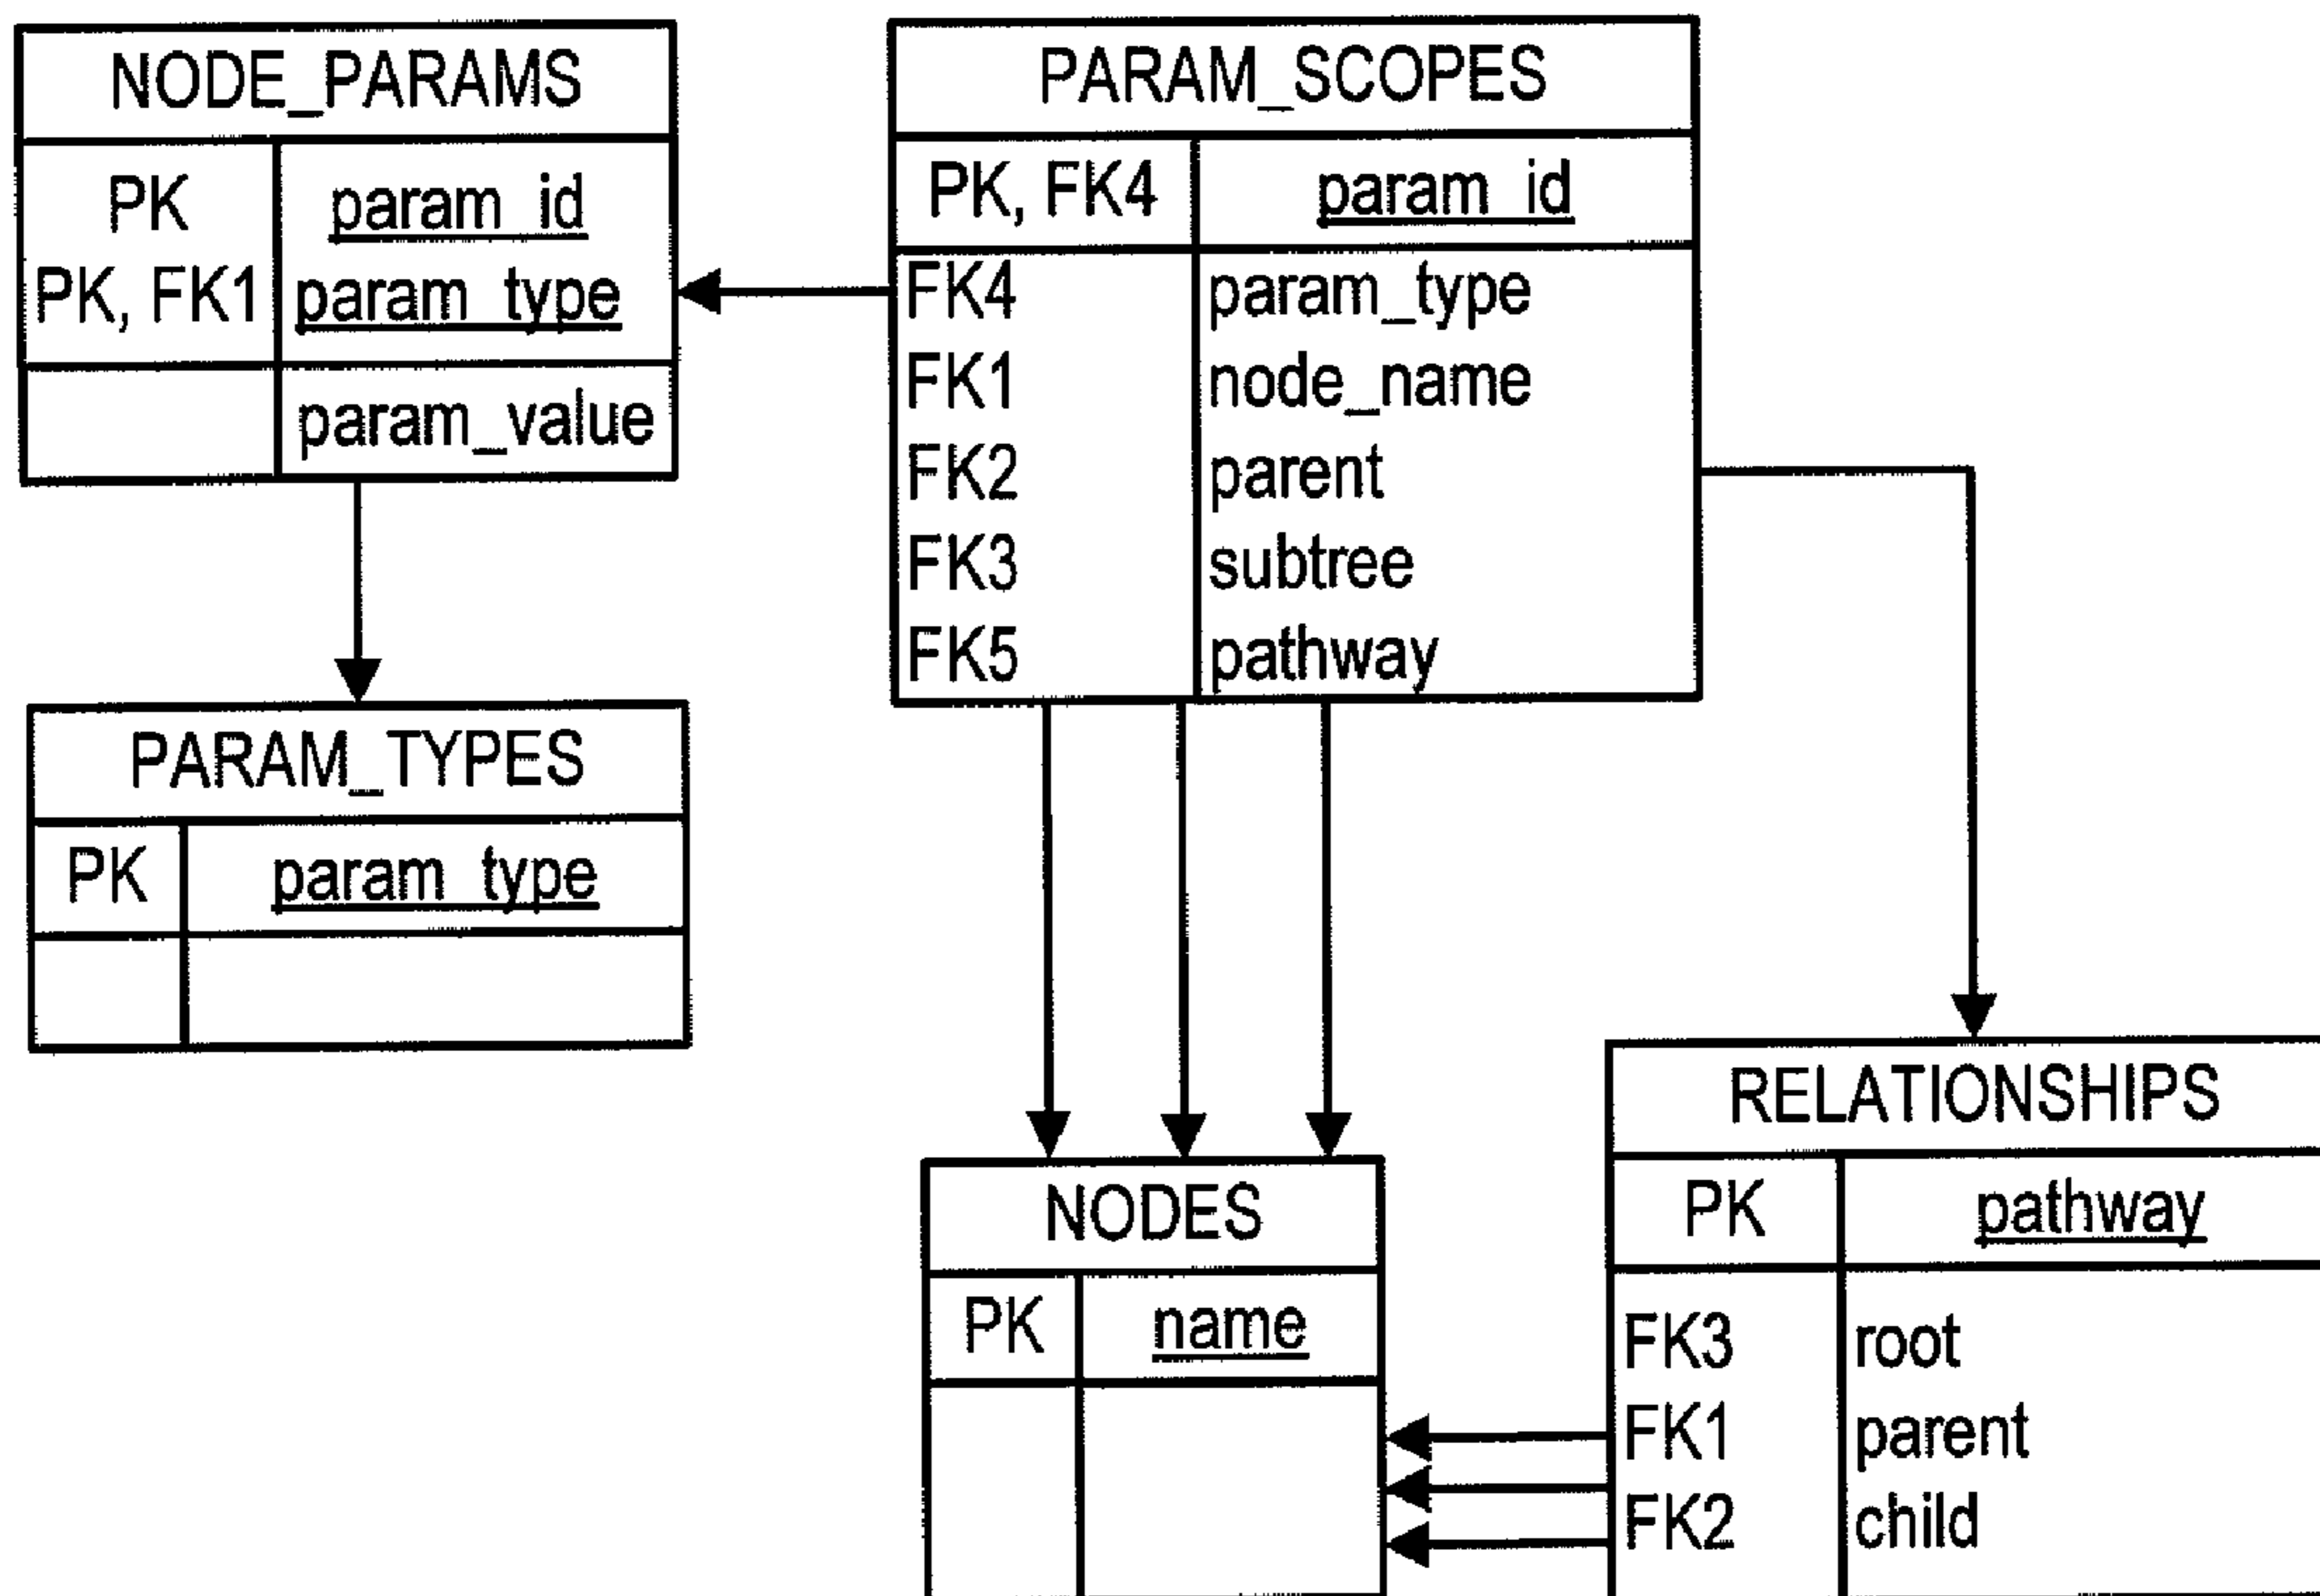 NODE_PARAMS
PK param_id
PK, FK1 param_type
param_value
PARAM_SCOPES
PK, FK4 param_id
FK4 param_type
FK1 node_name
FK2 parent
FK3 subtree
FK5 pathway
PARAM_TYPES
PK param_type
NODES
PK name
RELATIONSHIPS
PK pathway
FK3 root
FK1 parent
FK2 child